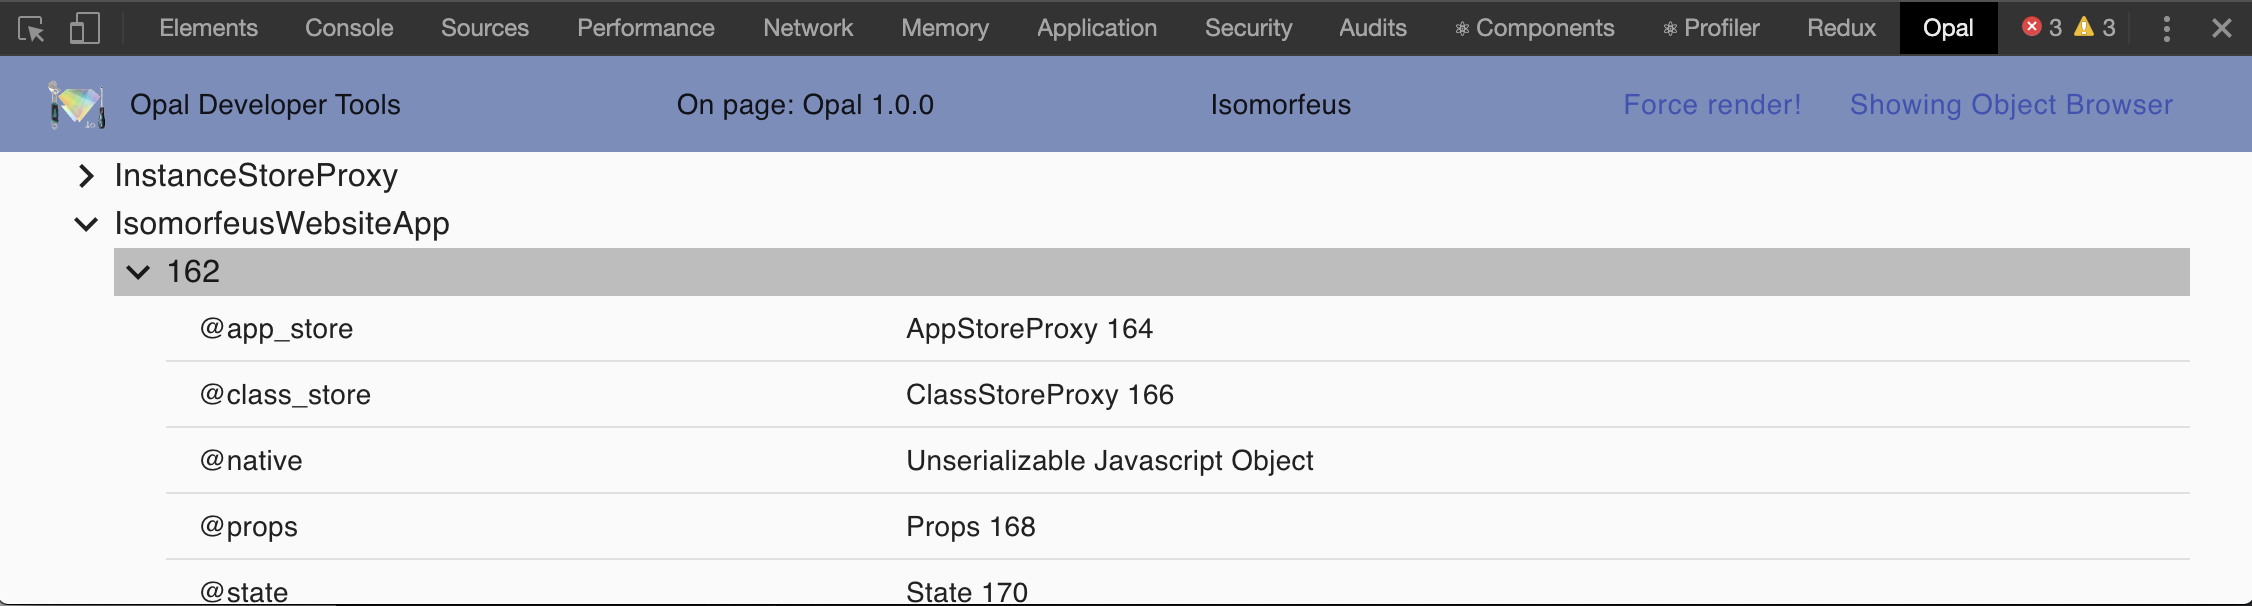 Elements Console Sources Performance Network Memory Application Security Audits ⚛ Components ⚛ Profiler Redux Opal 3 3
Opal Developer Tools On page: Opal 1.0.0 Isomorfeus Force render! Showing Object Browser
InstanceStoreProxy
IsomorfeusWebsiteApp
162
@app_store AppStoreProxy 164
@class_store ClassStoreProxy 166
@native Unserializable Javascript Object
@props Props 168
@state State 170